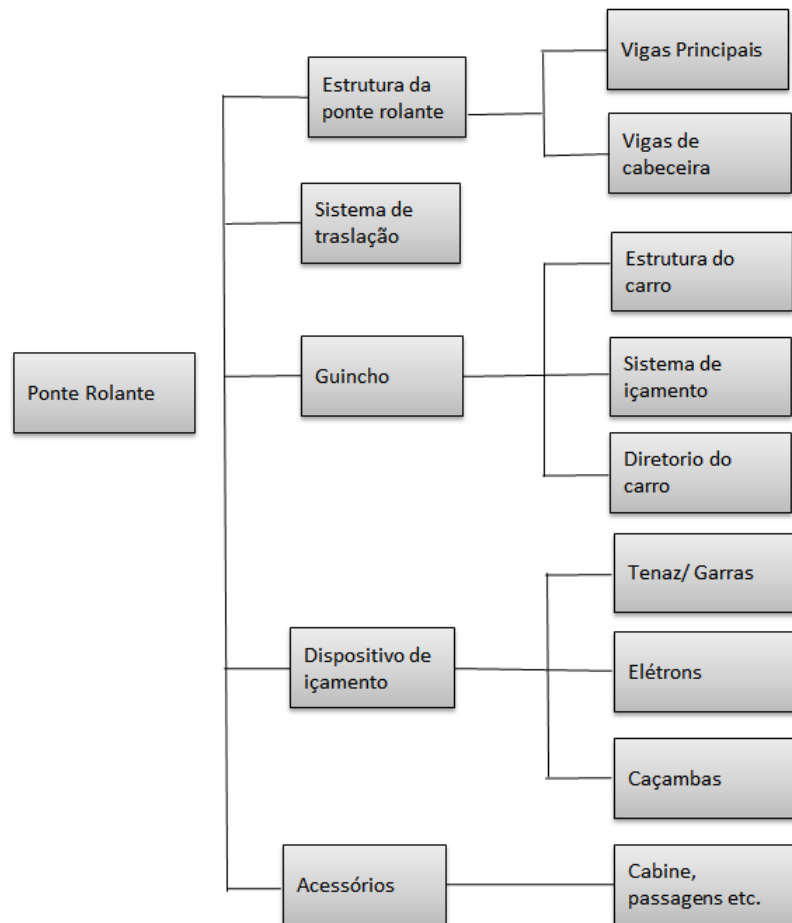 Ponte Rolante
Estrutura da
ponte rolante
Vigas Principais
Vigas de
cabeceira
Sistema de
traslação
Guincho
Estrutura do
carro
Sistema de
içamento
Diretorio do
carro
Dispositivo de
içamento
Tenaz/ Garras
Elétrons
Caçambas
Acessórios
Cabine,
passagens etc.